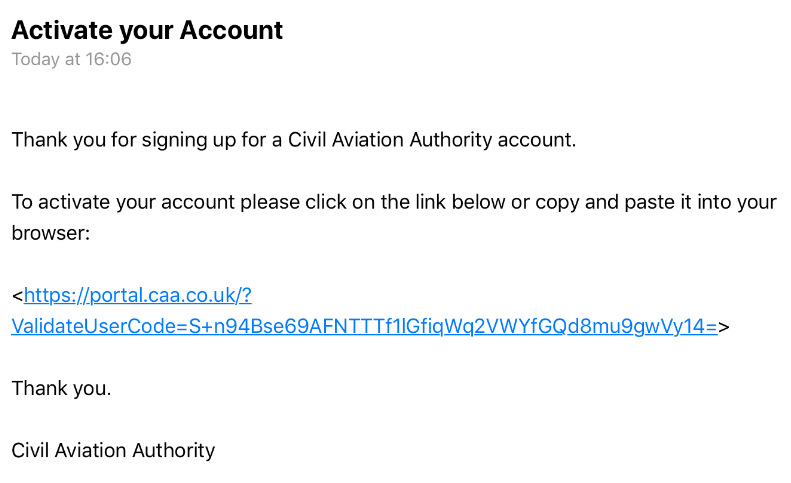 Activate your Account
Today at 16:06
Thank you for signing up for a Civil Aviation Authority account.
To activate your account please click on the link below or copy and paste it into your
browser:
<https://portal.caa.co.uk/?
ValidateUserCode=S+n94Bse69AFNTTTf1lGfiqWq2VWYfGQd8mu9gwVy14=>
Thank you.
Civil Aviation Authority